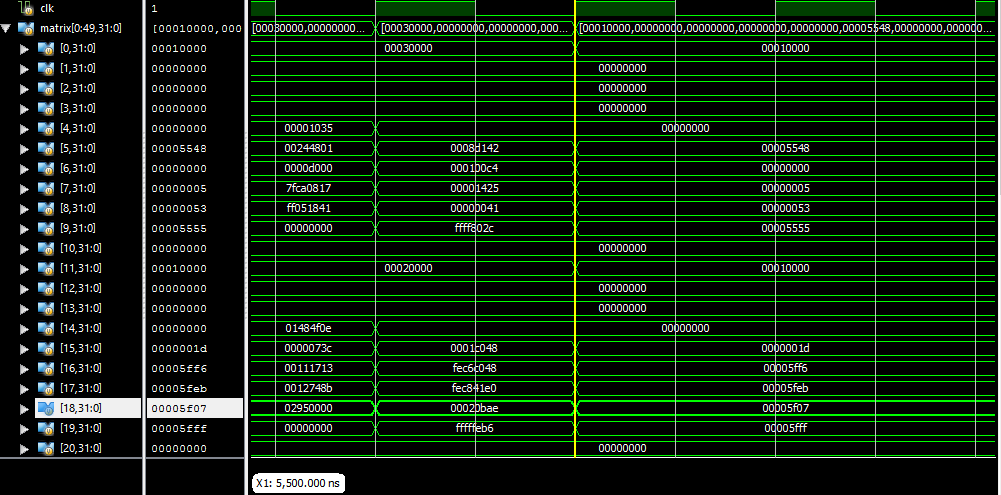 clk 1
matrix[0:49,31:0] [00010000,000 [00030000,00000000... [00030000,00000000,00000000,000... [00010000,00000000,00000000,00000000,00000000,00005548,00000000,000000...
[0,31:0] 00010000 00030000 00010000
[1,31:0] 00000000 00000000
[2,31:0] 00000000 00000000
[3,31:0] 00000000 00000000
[4,31:0] 00000000 00001035 00000000
[5,31:0] 00005548 00244801 0008d142 00005548
[6,31:0] 00000000 0000d000 000100c4 00000000
[7,31:0] 00000005 7fca0817 00001425 00000005
[8,31:0] 00000053 ff051841 00000041 00000053
[9,31:0] 00005555 00000000 ffff802c 00005555
[10,31:0] 00000000 00000000
[11,31:0] 00010000 00020000 00010000
[12,31:0] 00000000 00000000
[13,31:0] 00000000 00000000
[14,31:0] 00000000 01484f0e 00000000
[15,31:0] 0000001d 0000073c 0001c048 0000001d
[16,31:0] 00005ff6 00111713 fec6c048 00005ff6
[17,31:0] 00005feb 0012748b fec841e0 00005feb
[18,31:0] 00005f07 02950000 00020bae 00005f07
[19,31:0] 00005fff 00000000 fffffeb6 00005fff
[20,31:0] 00000000 00000000
X1: 5,500.000 ns